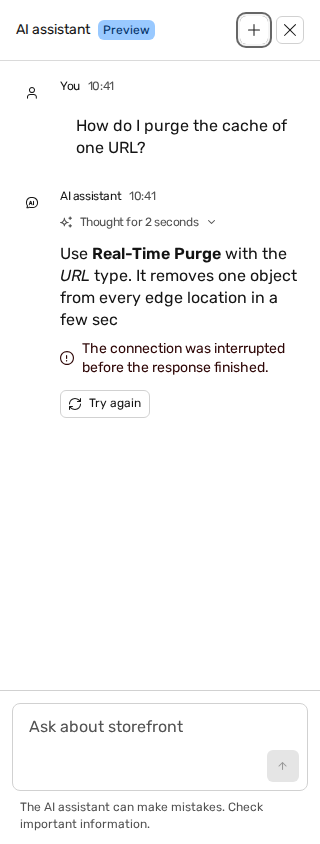 AI assistant Preview
You 10:41
How do I purge the cache of
one URL?
AI assistant 10:41
Thought for 2 seconds
Use Real-Time Purge with the
URL type. It removes one object
from every edge location in a
few sec
The connection was interrupted
before the response finished.
Try again
Ask about storefront
The AI assistant can make mistakes. Check
important information.